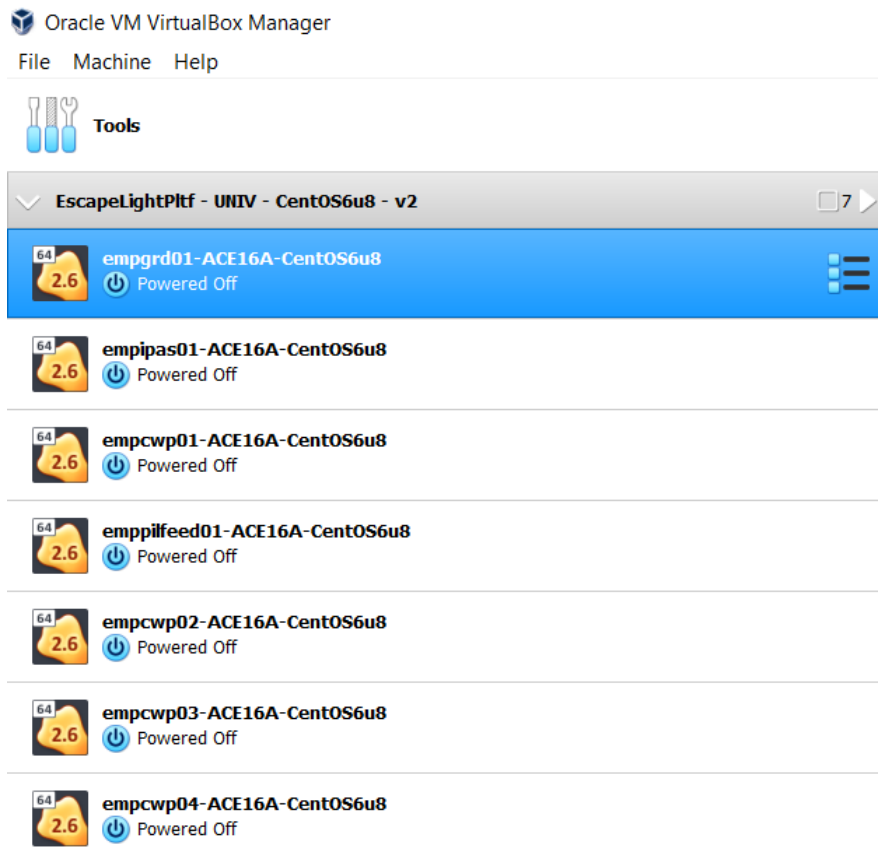 Oracle VM VirtualBox Manager
File Machine Help
Tools
EscapeLightPltf - UNIV - CentOS6u8 - v2 7
64
2.6
empgrd01-ACE16A-CentOS6u8
Powered Off
64
2.6
empipas01-ACE16A-CentOS6u8
Powered Off
64
2.6
empcwp01-ACE16A-CentOS6u8
Powered Off
64
2.6
emppilfeed01-ACE16A-CentOS6u8
Powered Off
64
2.6
empcwp02-ACE16A-CentOS6u8
Powered Off
64
2.6
empcwp03-ACE16A-CentOS6u8
Powered Off
64
2.6
empcwp04-ACE16A-CentOS6u8
Powered Off